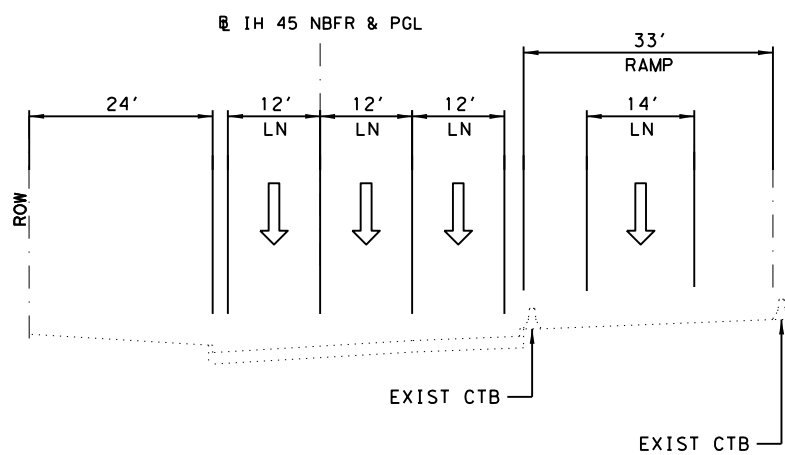 ℄ IH 45 NBFR & PGL
33'
RAMP
24'
12'
12'
12'
14'
LN
LN
LN
LN
ROW
EXIST CTB
EXIST CTB